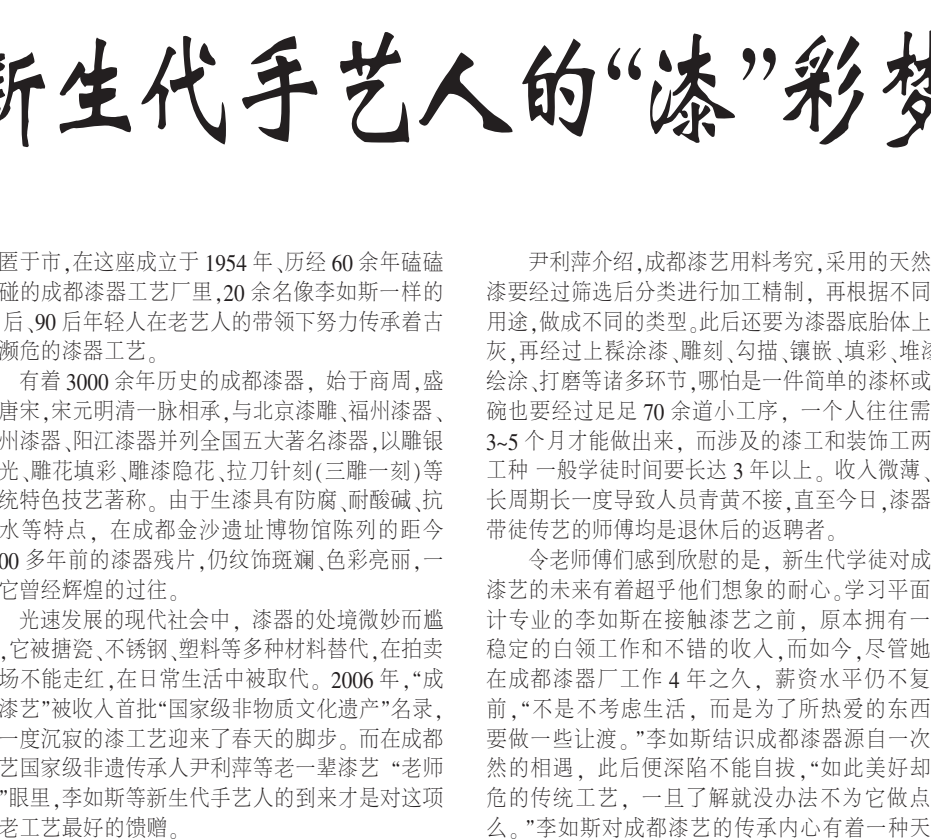 新生代手艺人的“漆”彩梦
匿于市,在这座成立于 1954 年、历经 60 余年磕磕
碰的成都漆器工艺厂里,20 余名像李如斯一样的
后、90 后年轻人在老艺人的带领下努力传承着古
濒危的漆器工艺。
有着 3000 余年历史的成都漆器，始于商周,盛
唐宋,宋元明清一脉相承,与北京漆雕、福州漆器、
州漆器、阳江漆器并列全国五大著名漆器,以雕银
光、雕花填彩、雕漆隐花、拉刀针刻(三雕一刻)等
统特色技艺著称。由于生漆具有防腐、耐酸碱、抗
水等特点，在成都金沙遗址博物馆陈列的距今
00 多年前的漆器残片,仍纹饰斑斓、色彩亮丽,一
它曾经辉煌的过往。
光速发展的现代社会中，漆器的处境微妙而尴
,它被搪瓷、不锈钢、塑料等多种材料替代,在拍卖
场不能走红,在日常生活中被取代。2006 年,“成
漆艺”被收入首批“国家级非物质文化遗产”名录,
一度沉寂的漆工艺迎来了春天的脚步。而在成都
艺国家级非遗传承人尹利萍等老一辈漆艺“老师
”眼里,李如斯等新生代手艺人的到来才是对这项
老工艺最好的馈赠。
尹利萍介绍,成都漆艺用料考究,采用的天然
漆要经过筛选后分类进行加工精制，再根据不同
用途,做成不同的类型。此后还要为漆器底胎体上
灰,再经过上髹涂漆、雕刻、勾描、镶嵌、填彩、堆漆
绘涂、打磨等诸多环节,哪怕是一件简单的漆杯或
碗也要经过足足 70 余道小工序，一个人往往需
3~5 个月才能做出来，而涉及的漆工和装饰工两
工种 一般学徒时间要长达 3 年以上。收入微薄、
长周期长一度导致人员青黄不接,直至今日,漆器
带徒传艺的师傅均是退休后的返聘者。
令老师傅们感到欣慰的是，新生代学徒对成
漆艺的未来有着超乎他们想象的耐心。学习平面
计专业的李如斯在接触漆艺之前，原本拥有一
稳定的白领工作和不错的收入,而如今,尽管她
在成都漆器厂工作 4 年之久，薪资水平仍不复
前,“不是不考虑生活，而是为了所热爱的东西
要做一些让渡。”李如斯结识成都漆器源自一次
然的相遇，此后便深陷不能自拔,“如此美好却
危的传统工艺，一旦了解就没办法不为它做点
么。”李如斯对成都漆艺的传承内心有着一种天